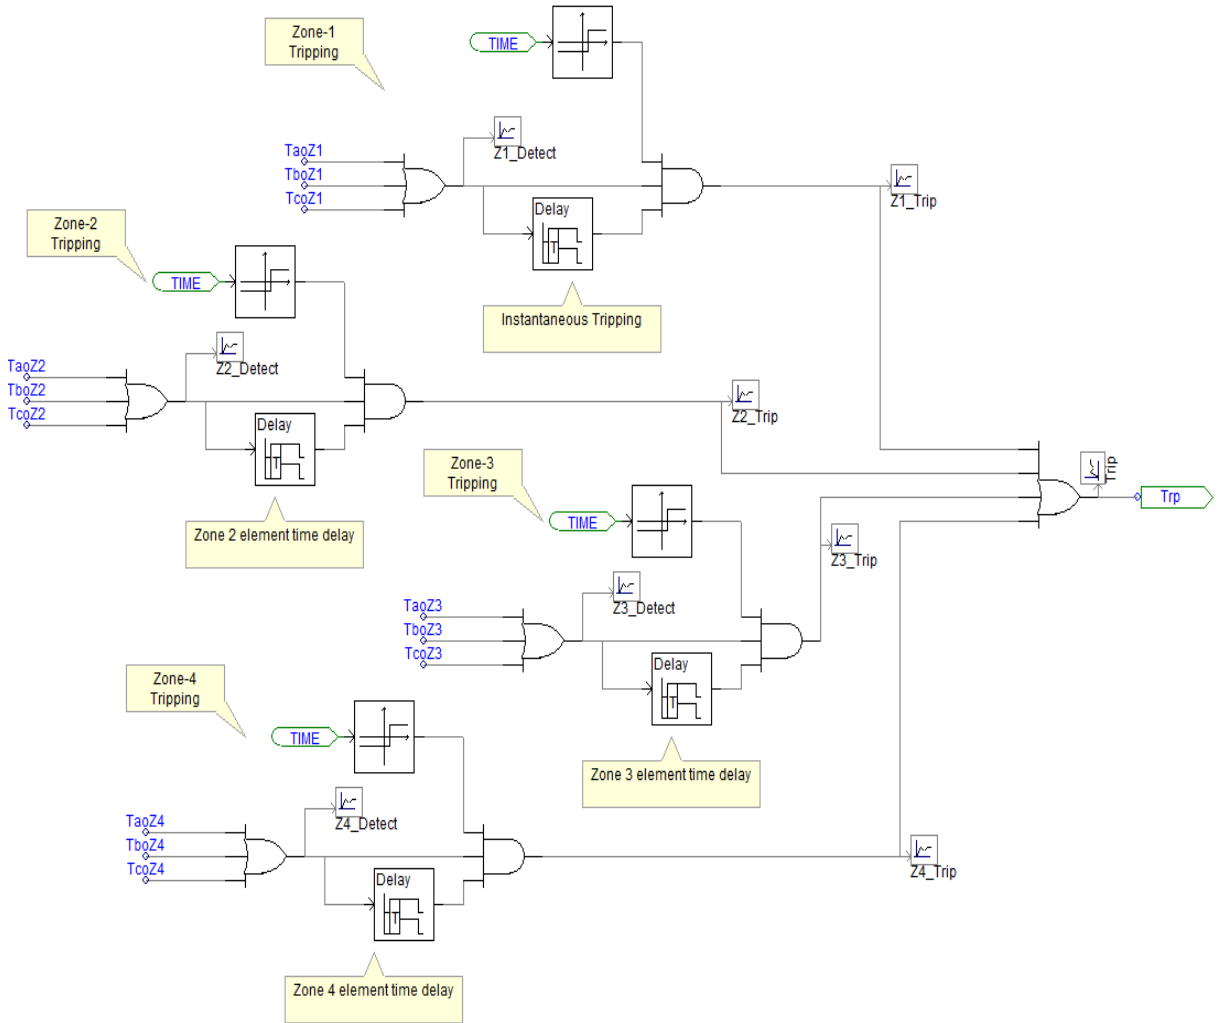 Zone-1
Tripping
TIME
Z1_Detect
TaoZ1
TboZ1
TcoZ1
Delay
T
Z1_Trip
Instantaneous Tripping
Zone-2
Tripping
TIME
Z2_Detect
TaoZ2
TboZ2
TcoZ2
Delay
T
Z2_Trip
Zone 2 element time delay
Zone-3
Tripping
TIME
Z3_Detect
TaoZ3
TboZ3
TcoZ3
Delay
T
Z3_Trip
Zone 3 element time delay
Trip
Trp
Zone-4
Tripping
TIME
Z4_Detect
TaoZ4
TboZ4
TcoZ4
Delay
T
Z4_Trip
Zone 4 element time delay